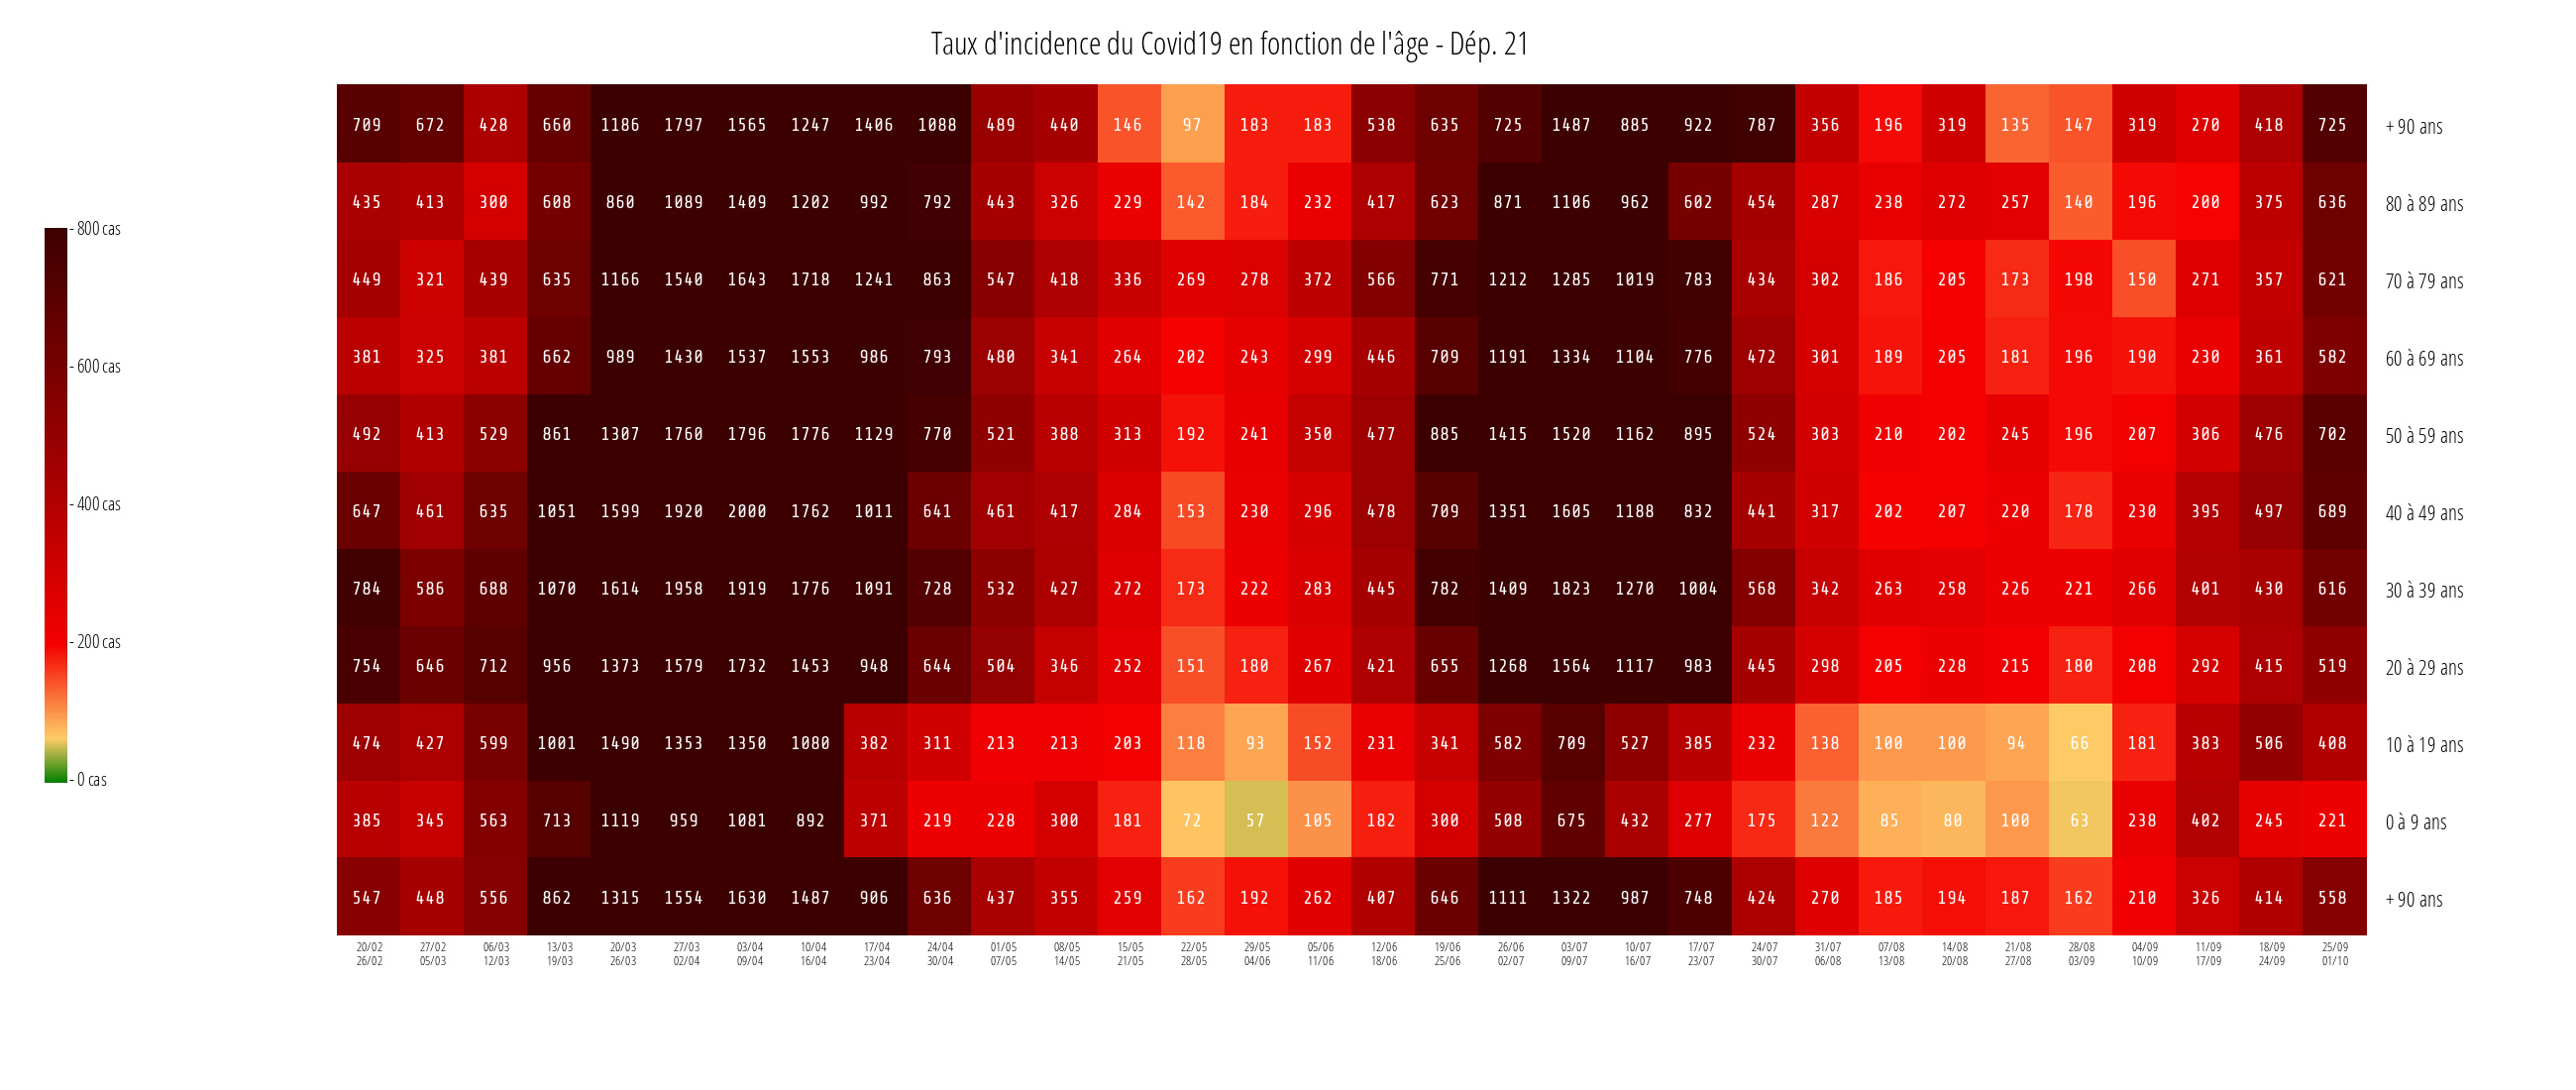 Taux d'incidence du Covid19 en fonction de l'âge - Dép. 21
- 800 cas
- 600 cas
- 400 cas
- 200 cas
- 0 cas
709 672 428 660 1186 1797 1565 1247 1406 1088 489 440 146 97 183 183 538 635 725 1487 885 922 787 356 196 319 135 147 319 270 418 725 + 90 ans
435 413 300 608 860 1089 1409 1202 992 792 443 326 229 142 184 232 417 623 871 1106 962 602 454 287 238 272 257 140 196 200 375 636 80 à 89 ans
449 321 439 635 1166 1540 1643 1718 1241 863 547 418 336 269 278 372 566 771 1212 1285 1019 783 434 302 186 205 173 198 150 271 357 621 70 à 79 ans
381 325 381 662 989 1430 1537 1553 986 793 480 341 264 202 243 299 446 709 1191 1334 1104 776 472 301 189 205 181 196 190 230 361 582 60 à 69 ans
492 413 529 861 1307 1760 1796 1776 1129 770 521 388 313 192 241 350 477 885 1415 1520 1162 895 524 303 210 202 245 196 207 306 476 702 50 à 59 ans
647 461 635 1051 1599 1920 2000 1762 1011 641 461 417 284 153 230 296 478 709 1351 1605 1188 832 441 317 202 207 220 178 230 395 497 689 40 à 49 ans
784 586 688 1070 1614 1958 1919 1776 1091 728 532 427 272 173 222 283 445 782 1409 1823 1270 1004 568 342 263 258 226 221 266 401 430 616 30 à 39 ans
754 646 712 956 1373 1579 1732 1453 948 644 504 346 252 151 180 267 421 655 1268 1564 1117 983 445 298 205 228 215 180 208 292 415 519 20 à 29 ans
474 427 599 1001 1490 1353 1350 1080 382 311 213 213 203 118 93 152 231 341 582 709 527 385 232 138 100 100 94 66 181 383 506 408 10 à 19 ans
385 345 563 713 1119 959 1081 892 371 219 228 300 181 72 57 105 182 300 508 675 432 277 175 122 85 80 100 63 238 402 245 221 0 à 9 ans
547 448 556 862 1315 1554 1630 1487 906 636 437 355 259 162 192 262 407 646 1111 1322 987 748 424 270 185 194 187 162 210 326 414 558 + 90 ans
20/02 27/02 06/03 13/03 20/03 27/03 03/04 10/04 17/04 24/04 01/05 08/05 15/05 22/05 29/05 05/06 12/06 19/06 26/06 03/07 10/07 17/07 24/07 31/07 07/08 14/08 21/08 28/08 04/09 11/09 18/09 25/09
26/02 05/03 12/03 19/03 26/03 02/04 09/04 16/04 23/04 30/04 07/05 14/05 21/05 28/05 04/06 11/06 18/06 25/06 02/07 09/07 16/07 23/07 30/07 06/08 13/08 20/08 27/08 03/09 10/09 17/09 24/09 01/10